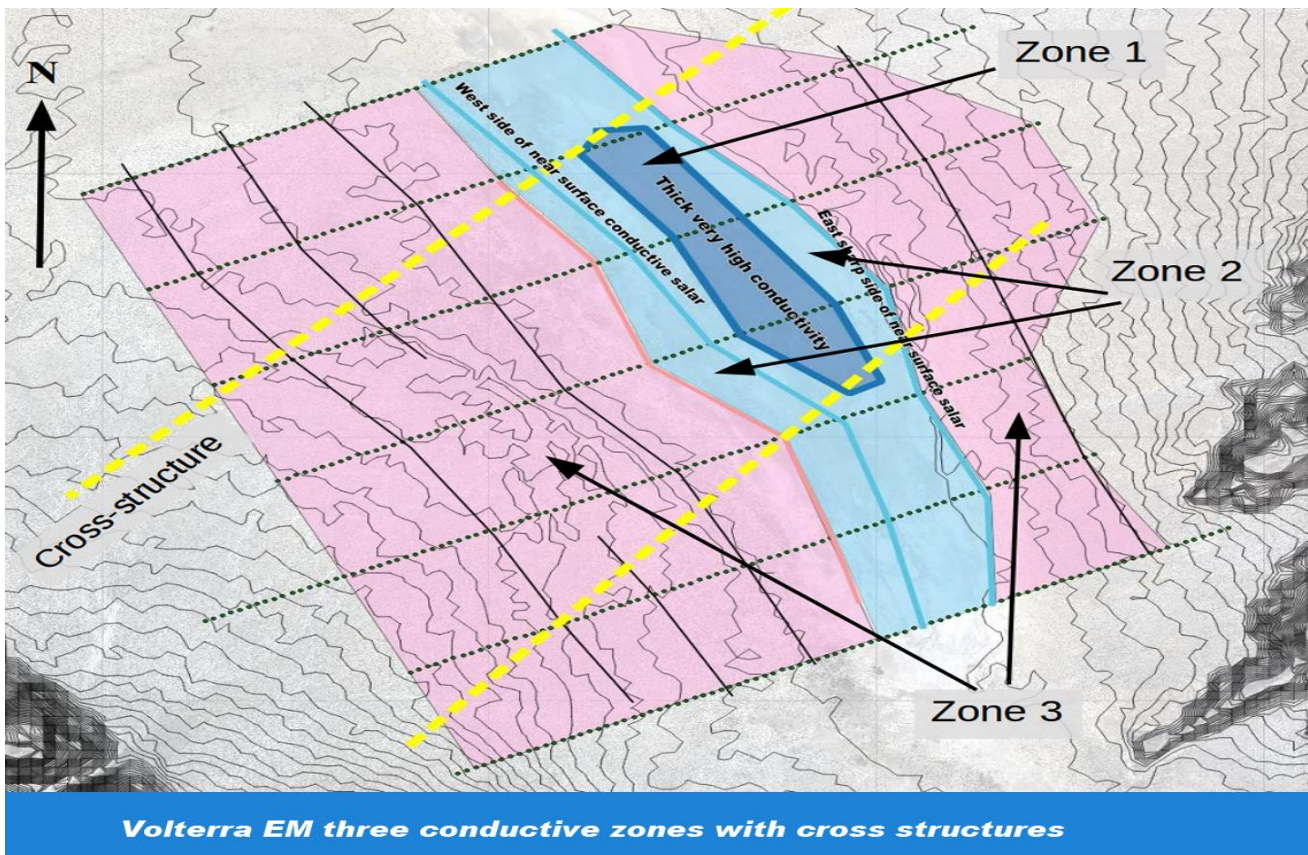 N
Zone 1
West side of near surface conductive salar
Thick very high conductivity
East sharp side of near surface salar
Zone 2
Cross-structure
Zone 3
Volterra EM three conductive zones with cross structures